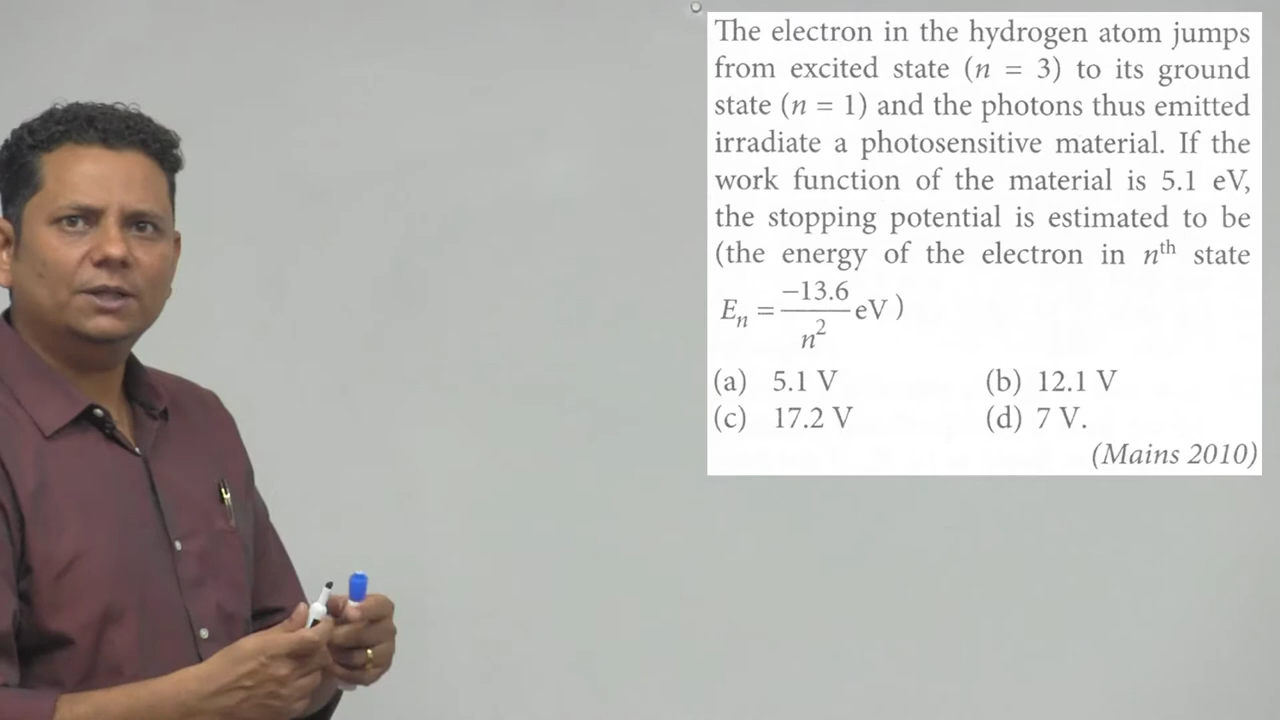 The electron in the hydrogen atom jumps
from excited state (n = 3) to its ground
state (n = 1) and the photons thus emitted
irradiate a photosensitive material. If the
work function of the material is 5.1 eV,
the stopping potential is estimated to be
(the energy of the electron in nᵗʰ state
Eₙ = −13.6/n² eV )
(a) 5.1 V (b) 12.1 V
(c) 17.2 V (d) 7 V.
(Mains 2010)